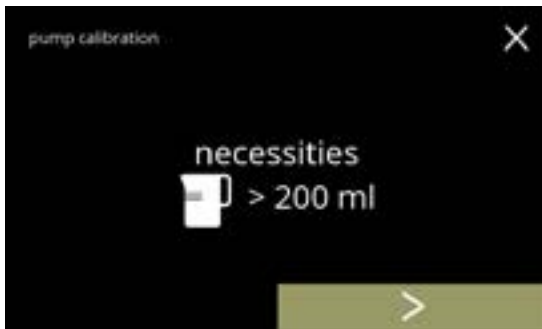 pump calibration
necessities
> 200 ml
>